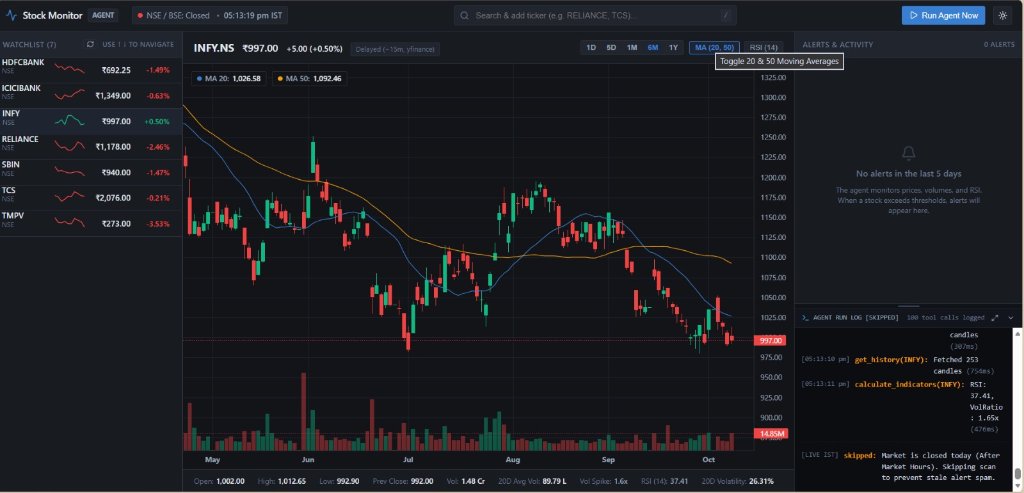 Stock Monitor AGENT NSE / BSE: Closed • 05:13:19 pm IST Search & add ticker (e.g. RELIANCE, TCS)... / Run Agent Now
WATCHLIST (7) USE ↑↓ TO NAVIGATE
HDFCBANK
NSE
₹692.25 -1.49%
ICICIBANK
NSE
₹1,349.00 -0.63%
INFY
NSE
₹997.00 +0.50%
RELIANCE
NSE
₹1,178.00 -2.46%
SBIN
NSE
₹940.00 -1.47%
TCS
NSE
₹2,076.00 -0.21%
TMPV
NSE
₹273.00 -3.53%
INFY.NS ₹997.00 +5.00 (+0.50%) Delayed (~15m, yfinance) 1D 5D 1M 6M 1Y MA (20, 50) RSI (14)
Toggle 20 & 50 Moving Averages
MA 20: 1,026.58 MA 50: 1,092.46
1325.00
1300.00
1275.00
1250.00
1225.00
1200.00
1175.00
1150.00
1125.00
1100.00
1075.00
1050.00
1025.00
997.00
975.00
950.00
925.00
900.00
14.85M
May Jun Jul Aug Sep Oct
Open: 1,002.00 High: 1,012.65 Low: 992.90 Prev Close: 992.00 Vol: 1.48 Cr 20D Avg Vol: 89.79 L Vol Spike: 1.6x RSI (14): 37.41 20D Volatility: 26.31%
ALERTS & ACTIVITY 0 ALERTS
No alerts in the last 5 days
The agent monitors prices, volumes, and RSI.
When a stock exceeds thresholds, alerts will
appear here.
>_ AGENT RUN LOG [SKIPPED] 100 tool calls logged
candles
(307ms)
[05:13:10 pm] get_history(INFY): Fetched 253
candles (754ms)
[05:13:11 pm] calculate_indicators(INFY): RSI:
37.41,
VolRatio
: 1.65x
(476ms)
[LIVE IST] skipped: Market is closed today (After
Market Hours). Skipping scan
to prevent stale alert spam.